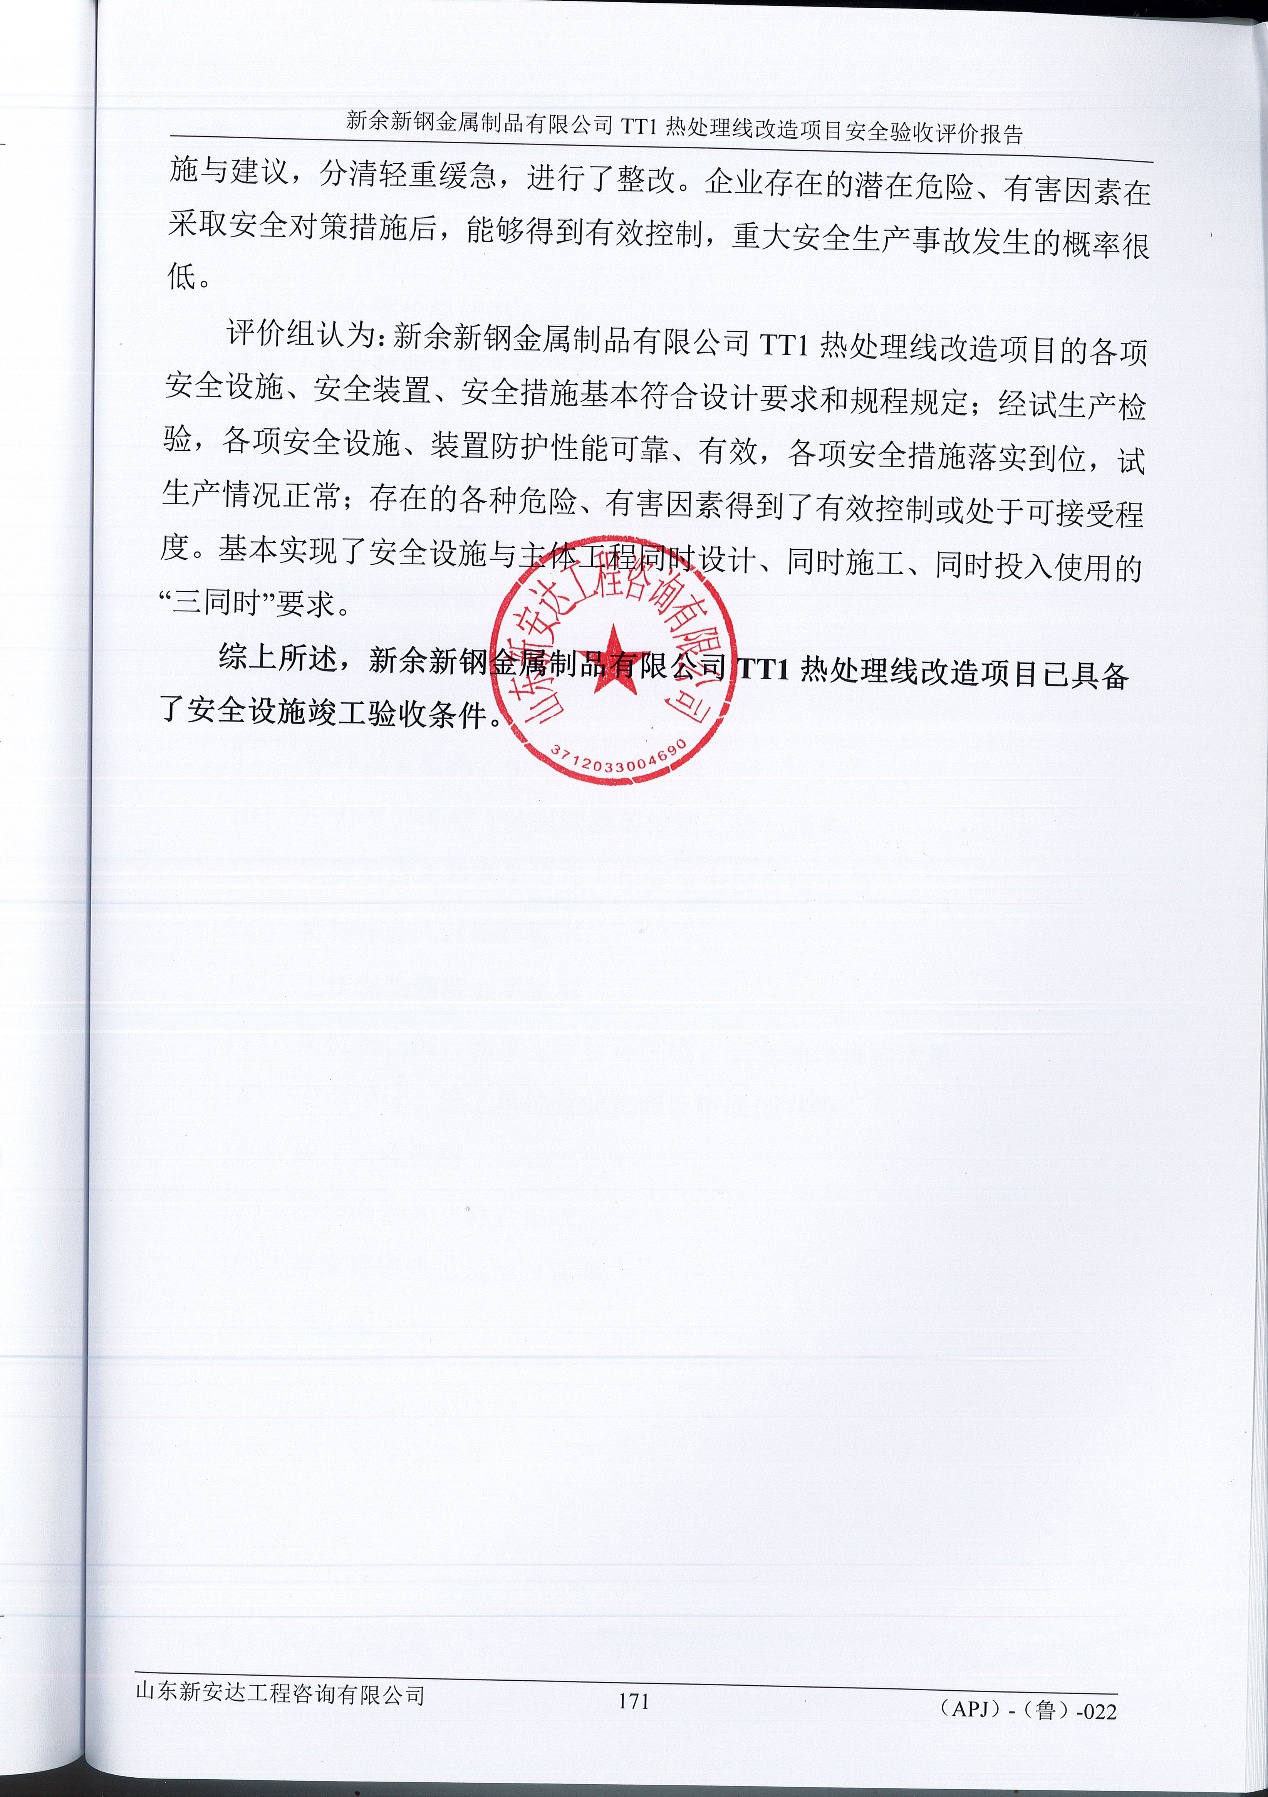 新余新钢金属制品有限公司 TT1 热处理线改造项目安全验收评价报告
施与建议，分清轻重缓急，进行了整改。企业存在的潜在危险、有害因素在
采取安全对策措施后，能够得到有效控制，重大安全生产事故发生的概率很
低。
评价组认为：新余新钢金属制品有限公司 TT1 热处理线改造项目的各项
安全设施、安全装置、安全措施基本符合设计要求和规程规定；经试生产检
验，各项安全设施、装置防护性能可靠、有效，各项安全措施落实到位，试
生产情况正常；存在的各种危险、有害因素得到了有效控制或处于可接受程
度。基本实现了安全设施与主体工程同时设计、同时施工、同时投入使用的
“三同时”要求。
综上所述，新余新钢金属制品有限公司 TT1 热处理线改造项目已具备
了安全设施竣工验收条件。
山东新安达工程咨询有限公司
3712033004690
山东新安达工程咨询有限公司
171
（APJ）-（鲁）-022